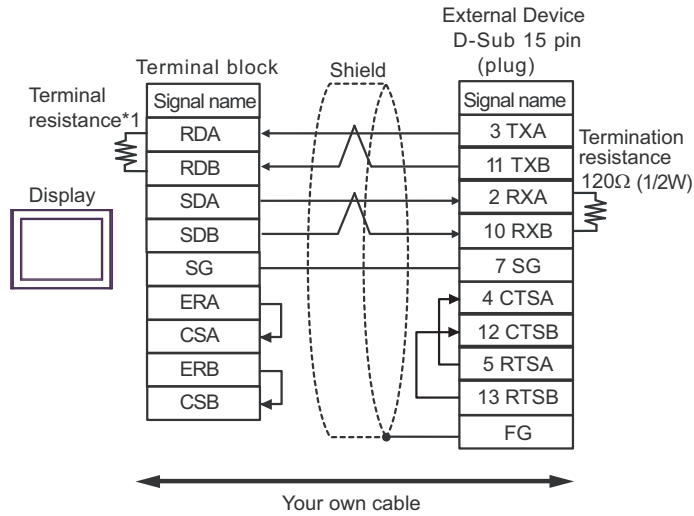 External Device
D-Sub 15 pin
(plug)
Terminal block
Shield
Terminal
resistance*1
Signal name
RDA
RDB
SDA
SDB
SG
ERA
CSA
ERB
CSB
Signal name
3 TXA
11 TXB
2 RXA
10 RXB
7 SG
4 CTSA
12 CTSB
5 RTSA
13 RTSB
FG
Termination
resistance
120Ω (1/2W)
Display
Your own cable